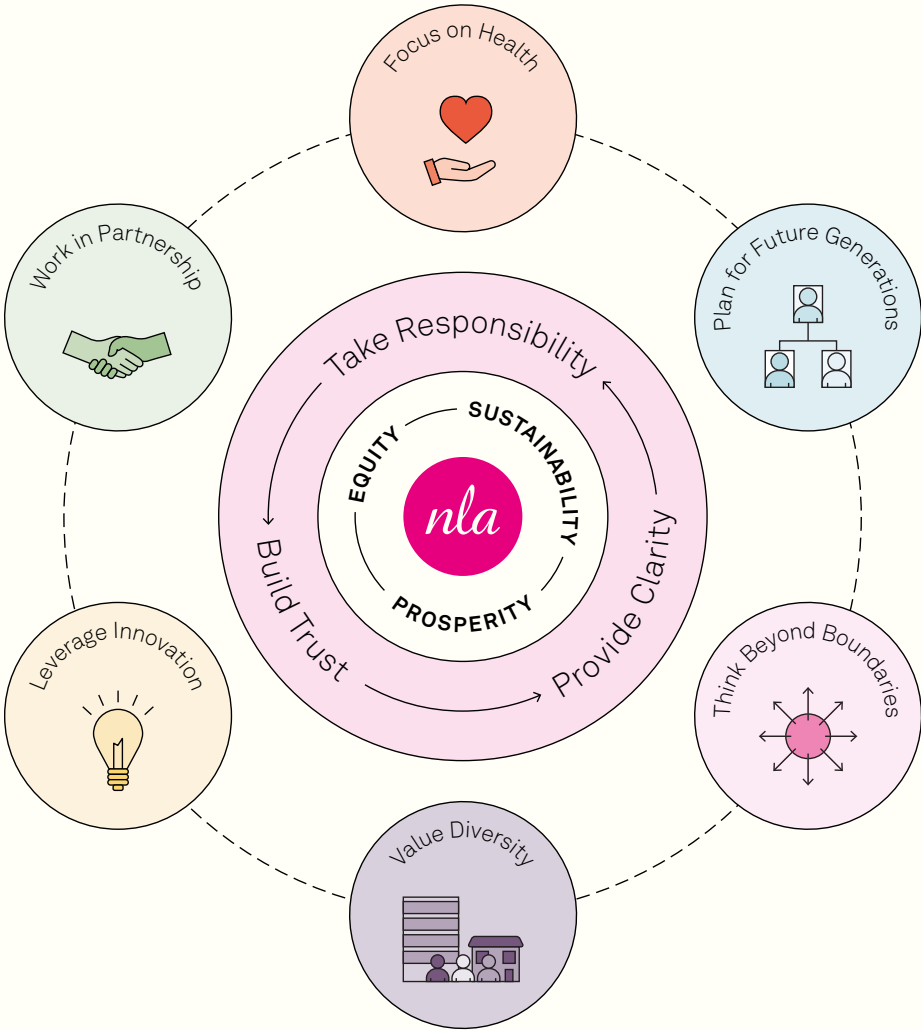 Focus on Health
Plan for Future Generations
Think Beyond Boundaries
Value Diversity
Leverage Innovation
Work in Partnership
Take Responsibility
Build Trust
Provide Clarity
EQUITY
SUSTAINABILITY
PROSPERITY
nla